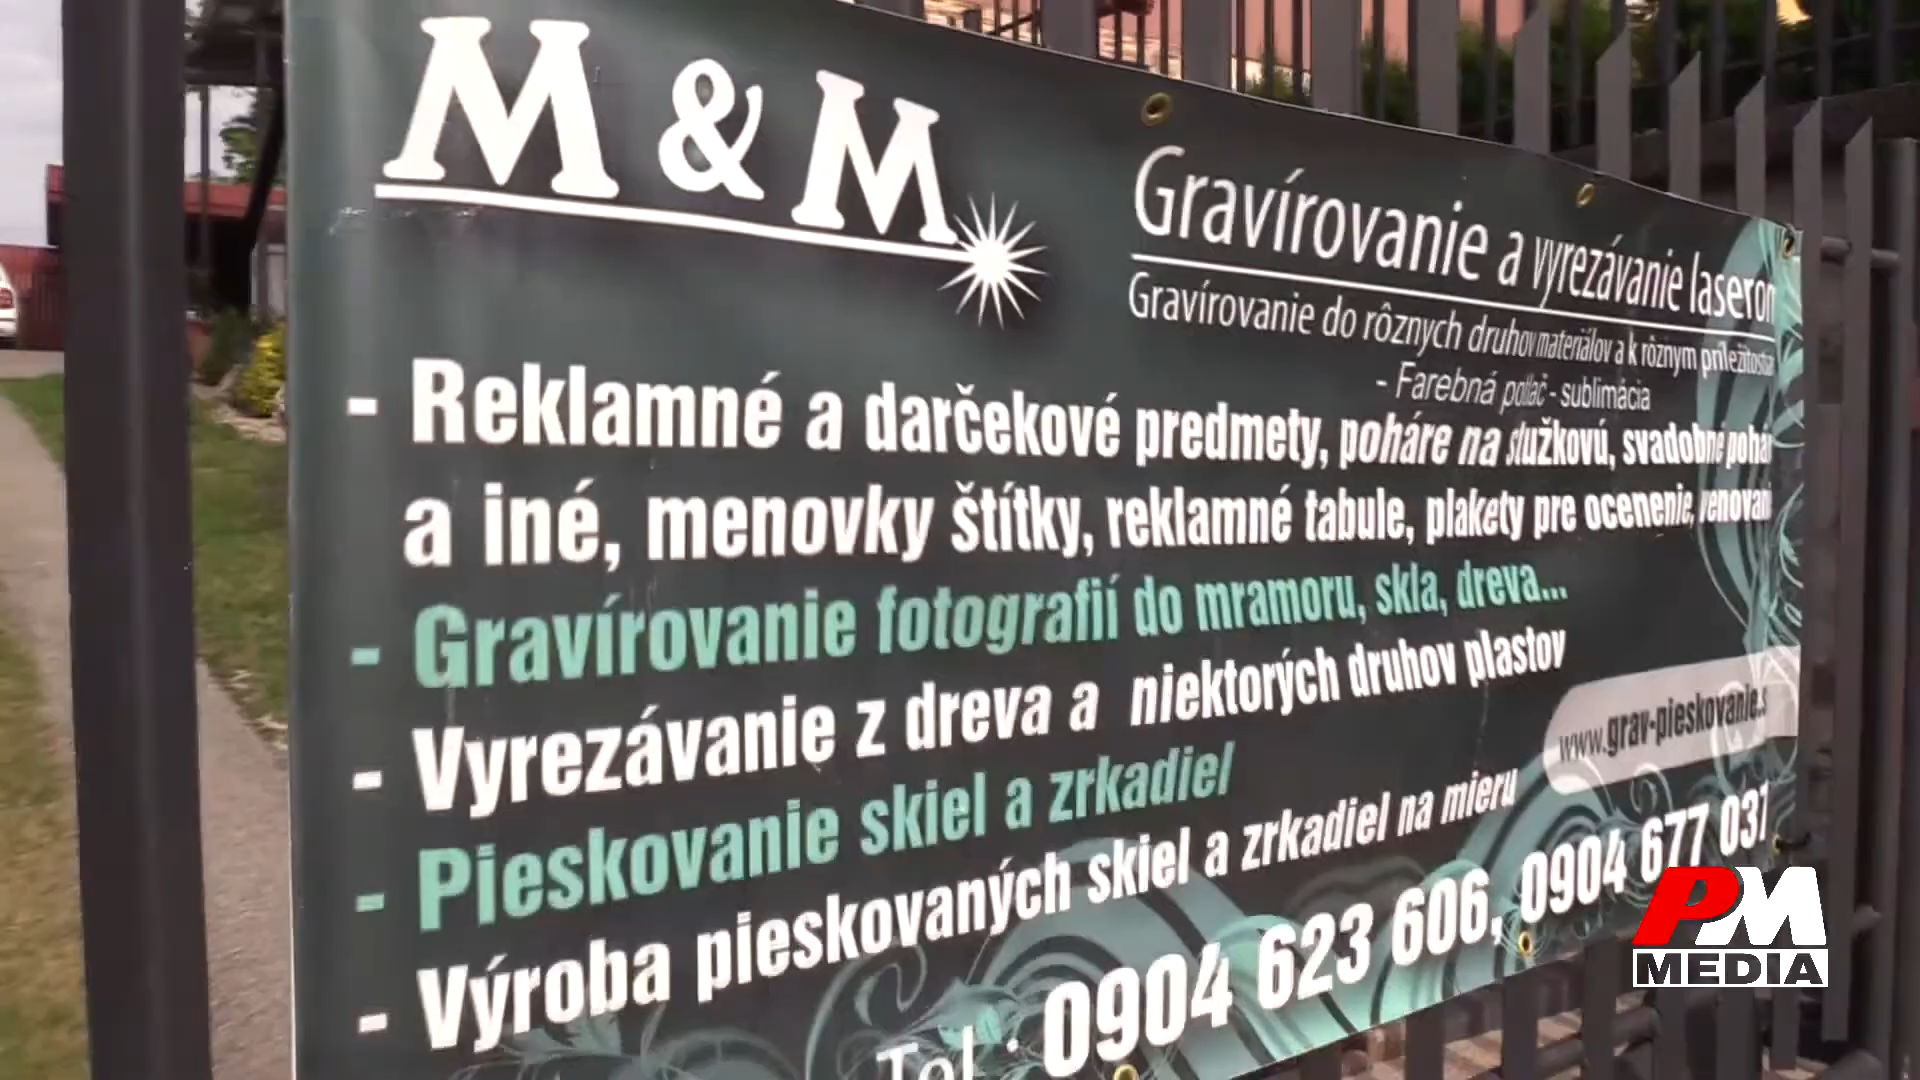 M & M
Gravírovanie a vyrezávanie laserom
Gravírovanie do rôznych druhov materiálov a k rôznym príležitostiam
- Farebná potlač - sublimácia
- Reklamné a darčekové predmety, poháre na stužkovú, svadobné pohá
a iné, menovky štítky, reklamné tabule, plakety pre ocenenie, venovani
- Gravírovanie fotografií do mramoru, skla, dreva...
- Vyrezávanie z dreva a niektorých druhov plastov
- Pieskovanie skiel a zrkadiel
- Výroba pieskovaných skiel a zrkadiel na mieru
www.grav-pieskovanie.s
Tel.: 0904 623 606, 0904 677 031
PM
MEDIA